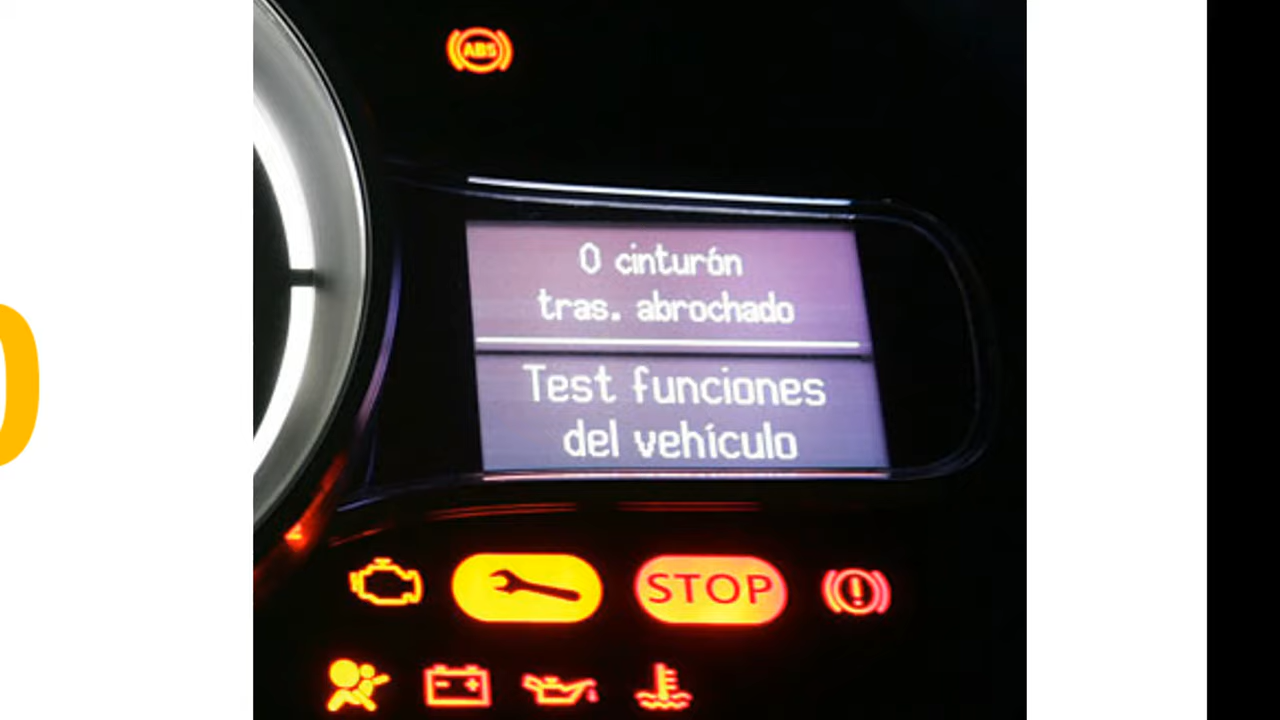 ABS
0 cinturón
tras. abrochado
Test funciones
del vehículo
STOP